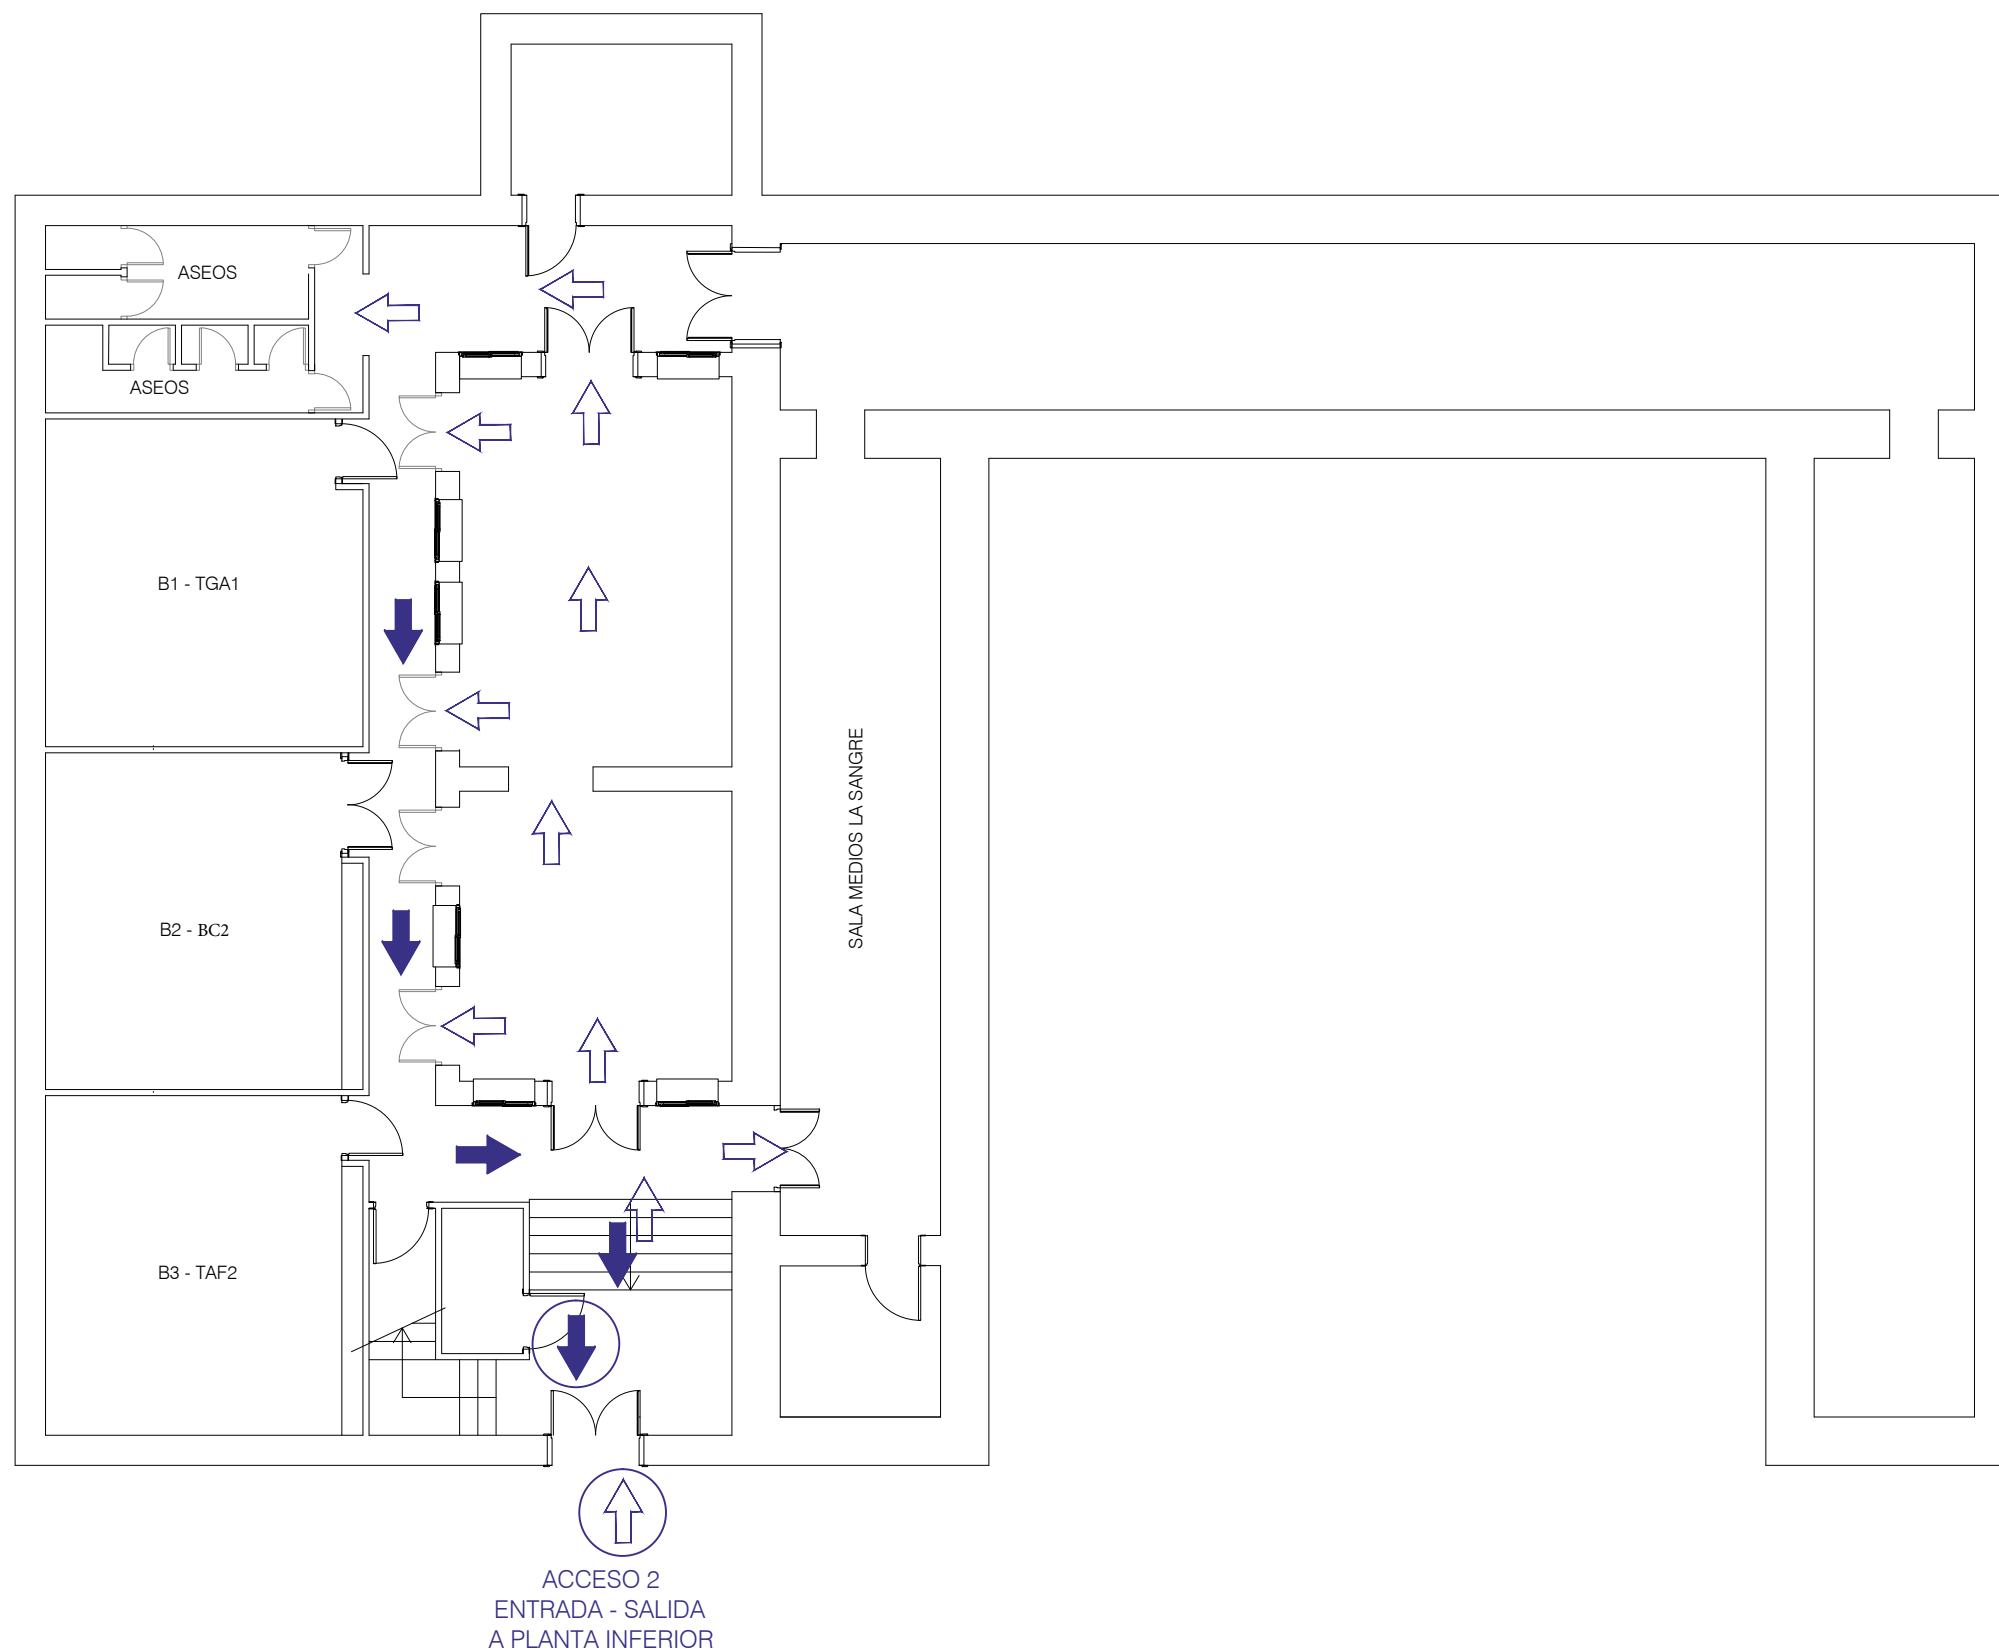 ASEOS
ASEOS
B1 - TGA1
SALA MEDIOS LA SANGRE
B2 - BC2
B3 - TAF2
ACCESO 2
ENTRADA - SALIDA
A PLANTA INFERIOR